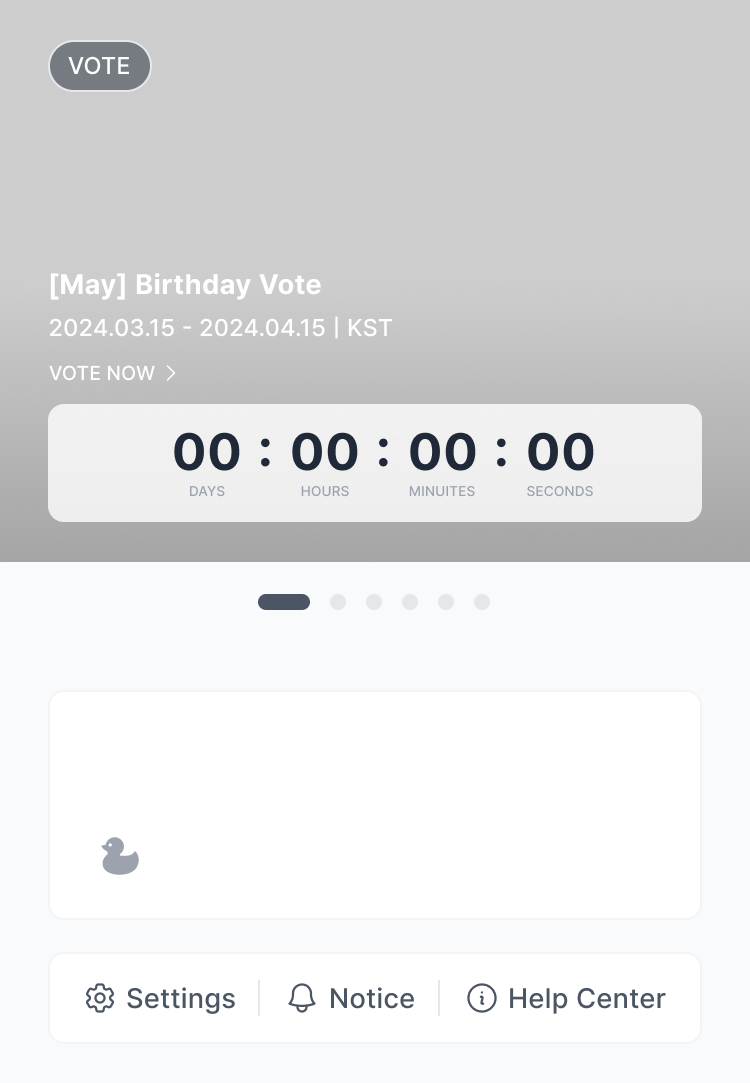 VOTE
[May] Birthday Vote
2024.03.15 - 2024.04.15 | KST
VOTE NOW
00 : 00 : 00 : 00
DAYS HOURS MINUITES SECONDS
Settings Notice Help Center